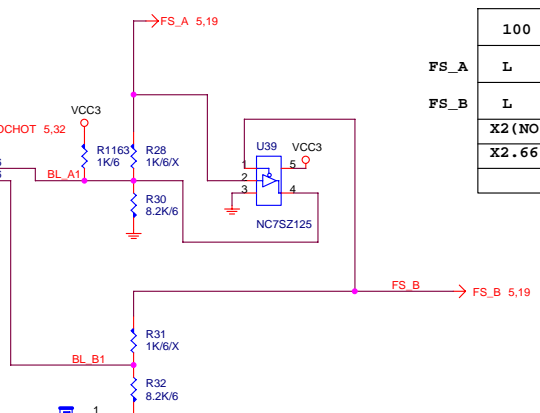 FS_A 5,19
100
FS_A L
FS_B L
X2(NO
X2.66
VCC3
OCHOT 5,32
R1163
1K/6
R28
1K/6/X
U39
VCC3
1
5
2
3
4
BL_A1
R30
8.2K/6
NC7SZ125
FS_B
FS_B 5,19
R31
1K/6/X
BL_B1
R32
8.2K/6
1